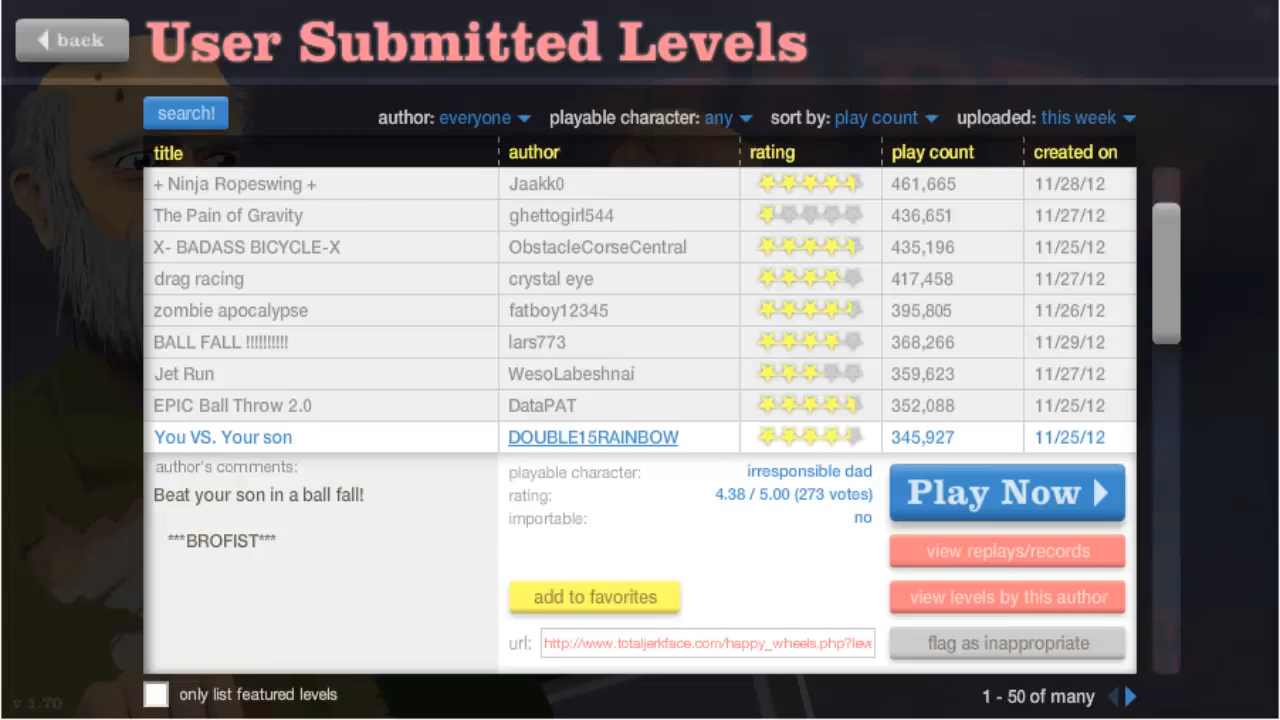 back
User Submitted Levels
search! author: everyone playable character: any sort by: play count uploaded: this week
title author rating play count created on
+ Ninja Ropeswing + Jaakk0 461,665 11/28/12
The Pain of Gravity ghettogirl544 436,651 11/27/12
X- BADASS BICYCLE-X ObstacleCorseCentral 435,196 11/25/12
drag racing crystal eye 417,458 11/27/12
zombie apocalypse fatboy12345 395,805 11/26/12
BALL FALL !!!!!!!!!! lars773 368,266 11/29/12
Jet Run WesoLabeshnai 359,623 11/27/12
EPIC Ball Throw 2.0 DataPAT 352,088 11/25/12
You VS. Your son DOUBLE15RAINBOW 345,927 11/25/12
author's comments:
Beat your son in a ball fall!
***BROFIST***
playable character: irresponsible dad
rating: 4.38 / 5.00 (273 votes)
importable: no
add to favorites
url: http://www.totaljerkface.com/happy_wheels.php?lev
Play Now
view replays/records
view levels by this author
flag as inappropriate
only list featured levels
1 - 50 of many
v 1.70